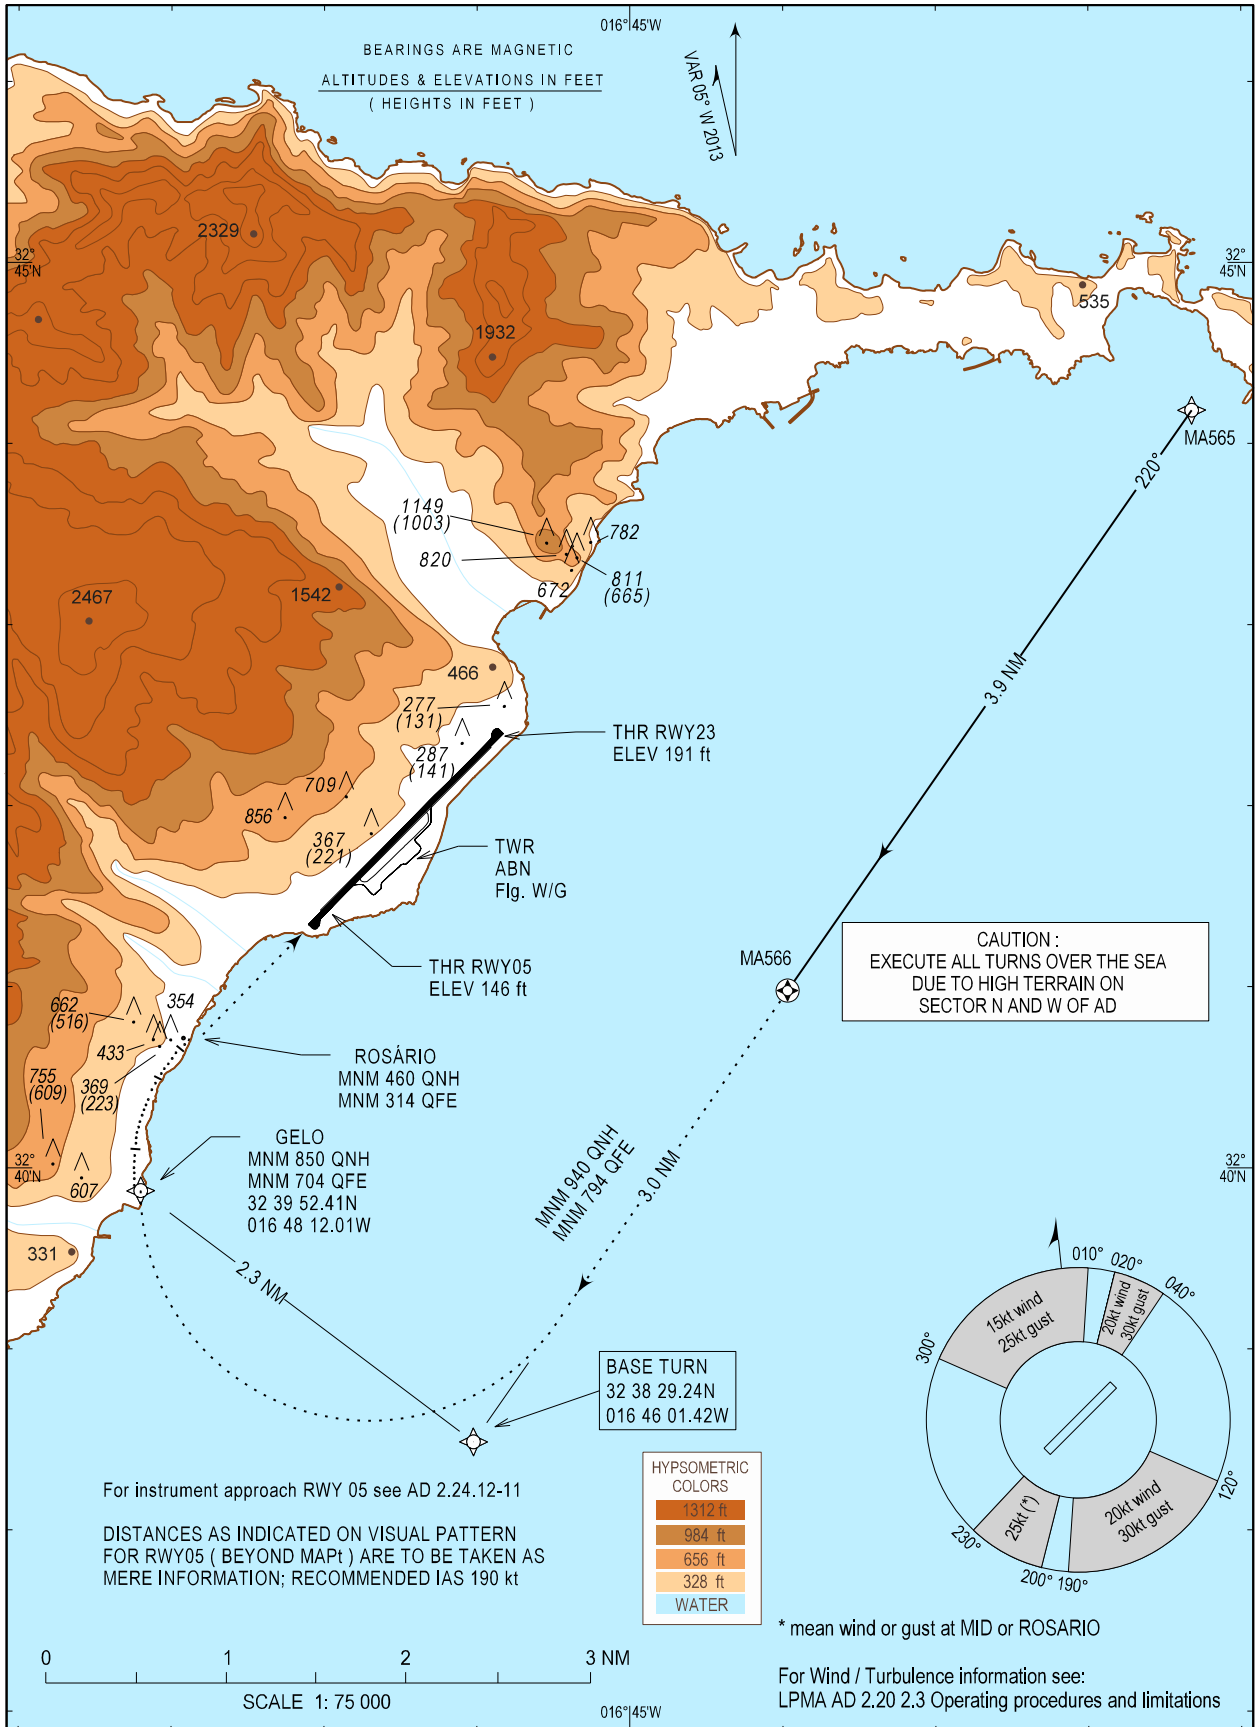 016°45'W
BEARINGS ARE MAGNETIC
ALTITUDES & ELEVATIONS IN FEET
( HEIGHTS IN FEET )
VAR 05° W 2013
2329
32°
45'N
32°
45'N
535
1932
MA565
220°
1149
(1003)
782
820
811
(665)
672
2467
1542
466
3.9 NM
277
(131)
THR RWY23
ELEV 191 ft
287
(141)
709
856
367
(221)
TWR
ABN
Flg. W/G
CAUTION :
EXECUTE ALL TURNS OVER THE SEA
DUE TO HIGH TERRAIN ON
SECTOR N AND W OF AD
MA566
THR RWY05
ELEV 146 ft
662
(516)
354
433
ROSÁRIO
MNM 460 QNH
MNM 314 QFE
755
(609)
369
(223)
GELO
MNM 850 QNH
MNM 704 QFE
32 39 52.41N
016 48 12.01W
MNM 940 QNH
MNM 794 QFE
3.0 NM
32°
40'N
32°
40'N
607
331
2.3 NM
010°
020°
040°
15kt wind
25kt gust
20kt wind
30kt gust
300°
BASE TURN
32 38 29.24N
016 46 01.42W
120°
20kt wind
30kt gust
25kt (*)
230°
200°
190°
HYPSOMETRIC
COLORS
1312 ft
984 ft
656 ft
328 ft
WATER
For instrument approach RWY 05 see AD 2.24.12-11
DISTANCES AS INDICATED ON VISUAL PATTERN
FOR RWY05 ( BEYOND MAPt ) ARE TO BE TAKEN AS
MERE INFORMATION; RECOMMENDED IAS 190 kt
* mean wind or gust at MID or ROSARIO
0 1 2 3 NM
SCALE 1: 75 000
For Wind / Turbulence information see:
LPMA AD 2.20 2.3 Operating procedures and limitations
016°45'W